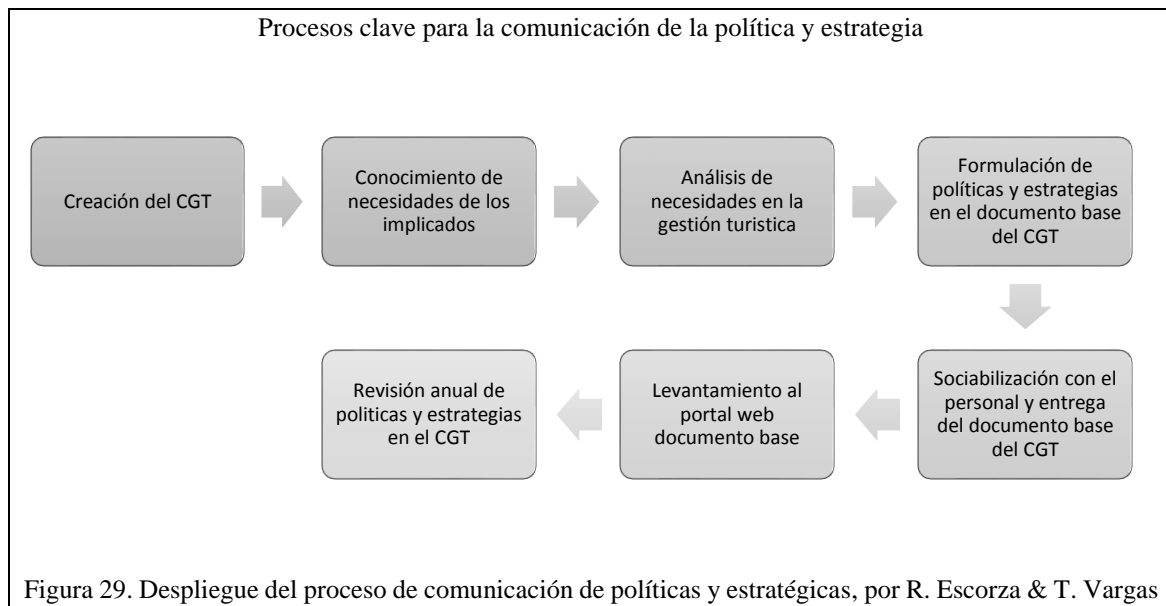 Procesos clave para la comunicación de la política y estrategia
Creación del CGT
Conocimiento de
necesidades de los
implicados
Análisis de
necesidades en la
gestión turistica
Formulación de
políticas y estrategias
en el documento base
del CGT
Sociabilización con el
personal y entrega
del documento base
del CGT
Levantamiento al
portal web
documento base
Revisión anual de
politicas y estrategias
en el CGT
Figura 29. Despliegue del proceso de comunicación de políticas y estratégicas, por R. Escorza & T. Vargas